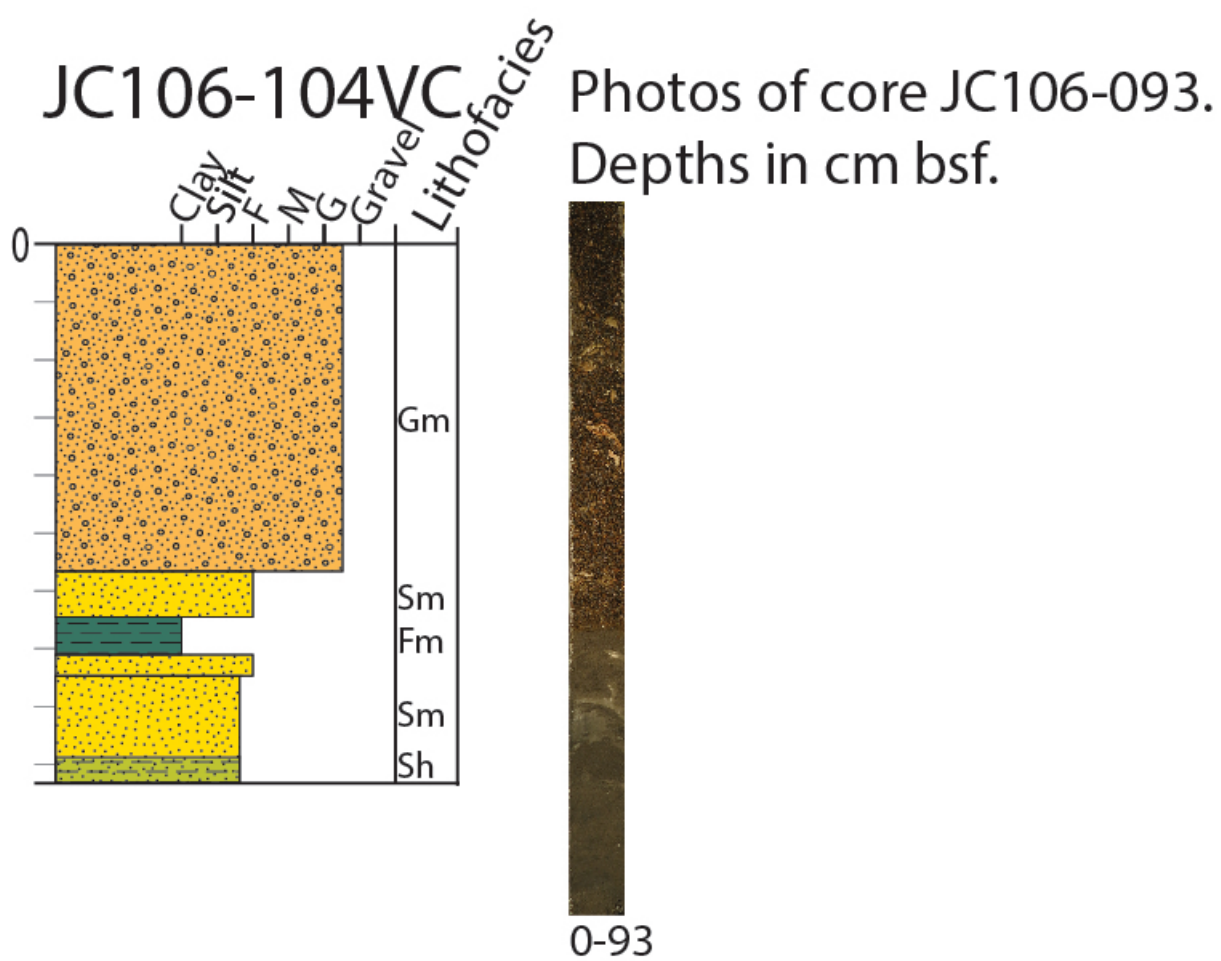 JC106-104VC
Lithofacies
Clay
Silt
F
M
G
Gravel
0
Gm
Sm
Fm
Sm
Sh
Photos of core JC106-093.
Depths in cm bsf.
0-93